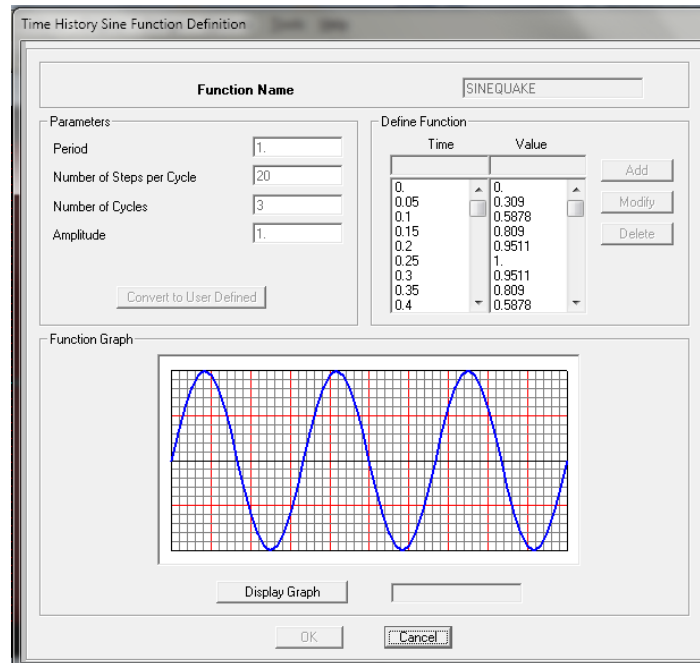 Time History Sine Function Definition
Function Name
SINEQUAKE
Parameters
Period
1.
Number of Steps per Cycle
20
Number of Cycles
3
Amplitude
1.
Convert to User Defined
Define Function
Time Value
0. 0.
0.05 0.309
0.1 0.5878
0.15 0.809
0.2 0.9511
0.25 1.
0.3 0.9511
0.35 0.809
0.4 0.5878
Add
Modify
Delete
Function Graph
Display Graph
OK Cancel